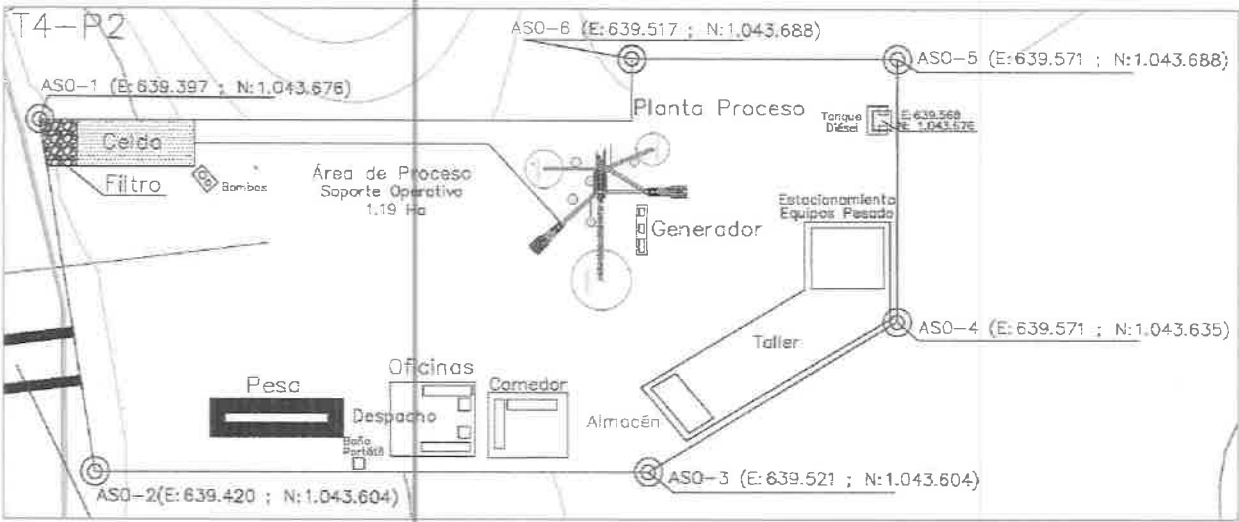 T4-P2
ASO-6 (E:639.517 ; N:1.043.688)
ASO-5 (E:639.571 ; N:1.043.688)
ASO-1 (E:639.397 ; N:1.043.676)
Planta Proceso
Tanque
Diésel
E:639.568
1.043.676
Celda
Filtro
Bombas
Área de Proceso
Soporte Operativo
1.19 Ha
Generador
Estacionamiento
Equipos Pesado
ASO-4 (E:639.571 ; N:1.043.635)
Taller
Pesa
Oficinas
Comedor
Despacho
Almacén
Baño
Portátil
ASO-2(E:639.420 ; N:1.043.604)
ASO-3 (E:639.521 ; N:1.043.604)